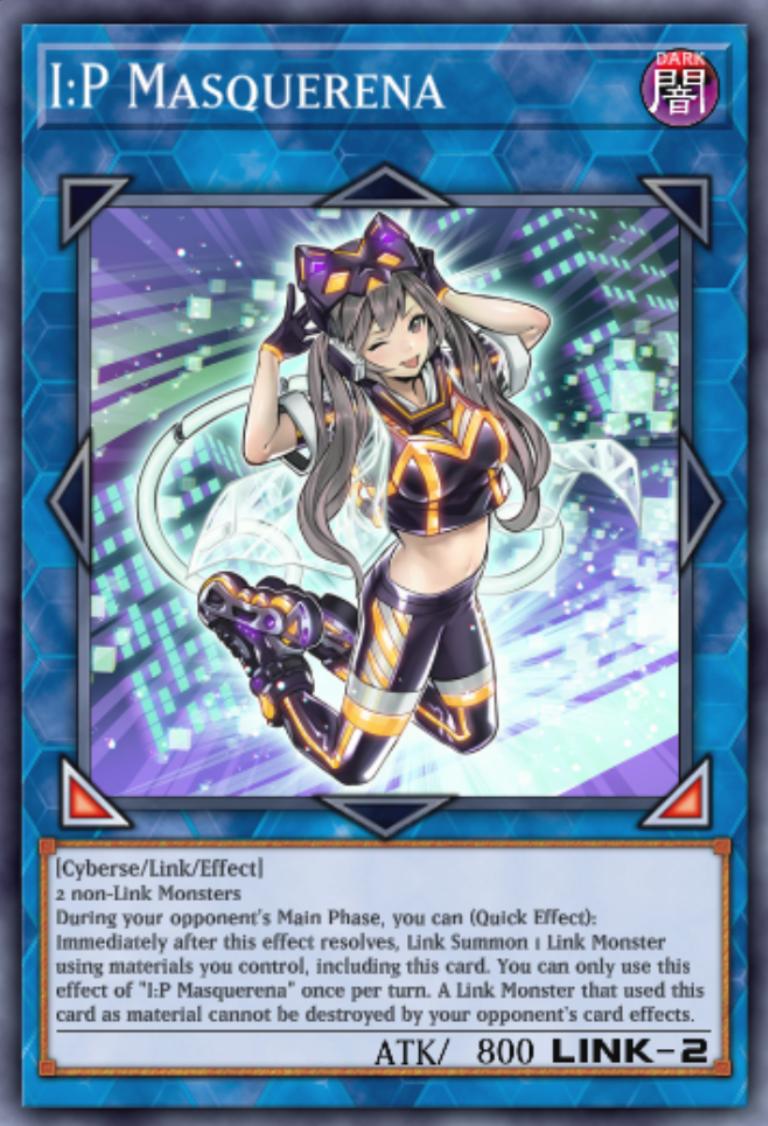 I:P Masquerena
DARK
闇
[Cyberse/Link/Effect]
2 non-Link Monsters
During your opponent's Main Phase, you can (Quick Effect):
Immediately after this effect resolves, Link Summon 1 Link Monster
using materials you control, including this card. You can only use this
effect of "I:P Masquerena" once per turn. A Link Monster that used this
card as material cannot be destroyed by your opponent's card effects.
ATK/ 800 LINK-2